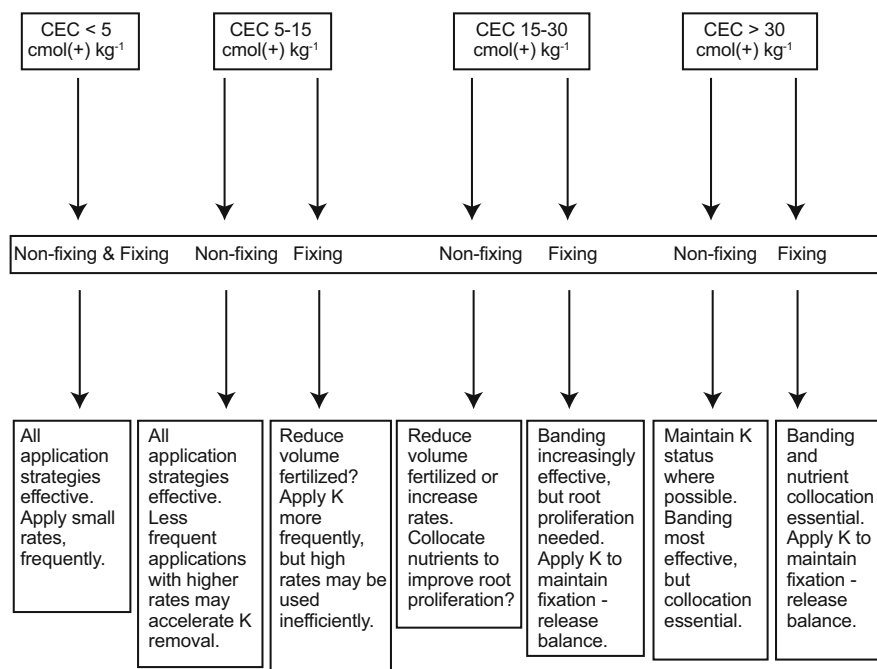 CEC < 5
cmol(+) kg⁻¹
CEC 5-15
cmol(+) kg⁻¹
CEC 15-30
cmol(+) kg⁻¹
CEC > 30
cmol(+) kg⁻¹
Non-fixing & Fixing
Non-fixing
Fixing
Non-fixing
Fixing
Non-fixing
Fixing
All
application
strategies
effective.
Apply small
rates,
frequently.
All
application
strategies
effective.
Less
frequent
applications
with higher
rates may
accelerate K
removal.
Reduce
volume
fertilized?
Apply K
more
frequently,
but high
rates may be
used
inefficiently.
Reduce
volume
fertilized or
increase
rates.
Collocate
nutrients to
improve root
proliferation?
Banding
increasingly
effective,
but root
proliferation
needed.
Apply K to
maintain
fixation -
release
balance.
Maintain K
status
where
possible.
Banding
most
effective,
but
collocation
essential.
Banding
and
nutrient
collocation
essential.
Apply K to
maintain
fixation -
release
balance.